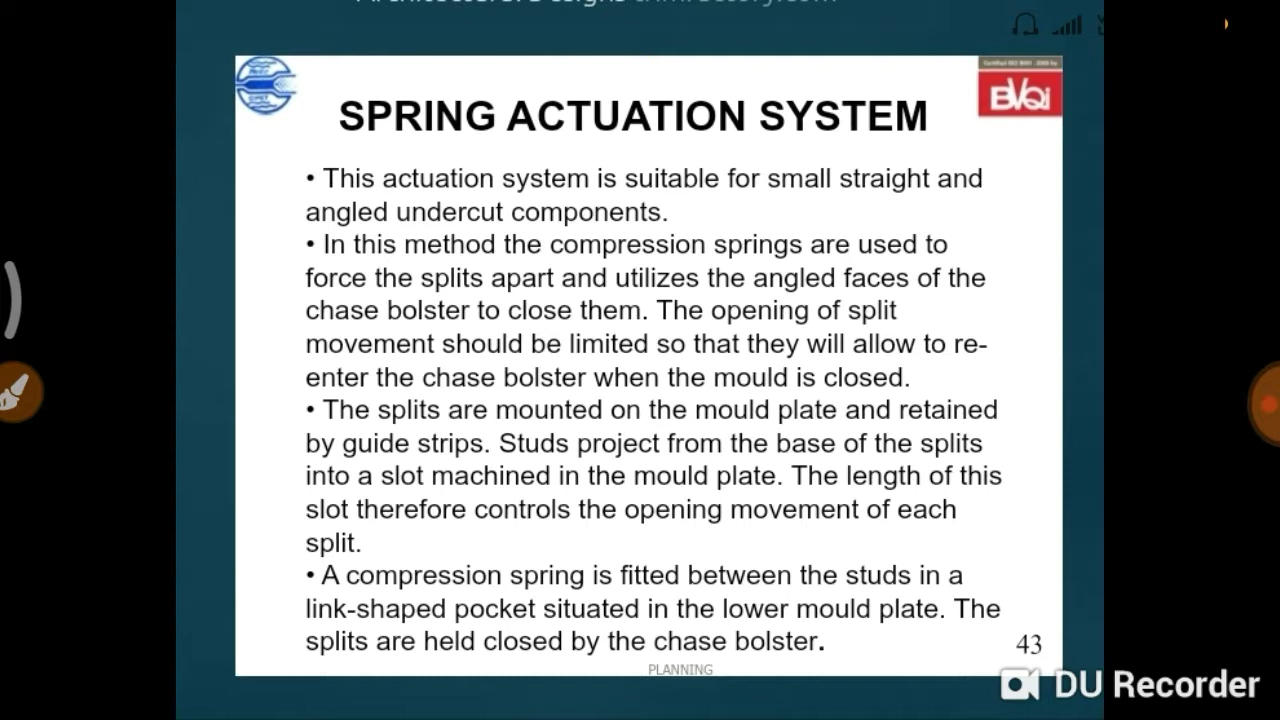 SPRING ACTUATION SYSTEM
BVQi
• This actuation system is suitable for small straight and
angled undercut components.
• In this method the compression springs are used to
force the splits apart and utilizes the angled faces of the
chase bolster to close them. The opening of split
movement should be limited so that they will allow to re-
enter the chase bolster when the mould is closed.
• The splits are mounted on the mould plate and retained
by guide strips. Studs project from the base of the splits
into a slot machined in the mould plate. The length of this
slot therefore controls the opening movement of each
split.
• A compression spring is fitted between the studs in a
link-shaped pocket situated in the lower mould plate. The
splits are held closed by the chase bolster.
43
PLANNING
DU Recorder